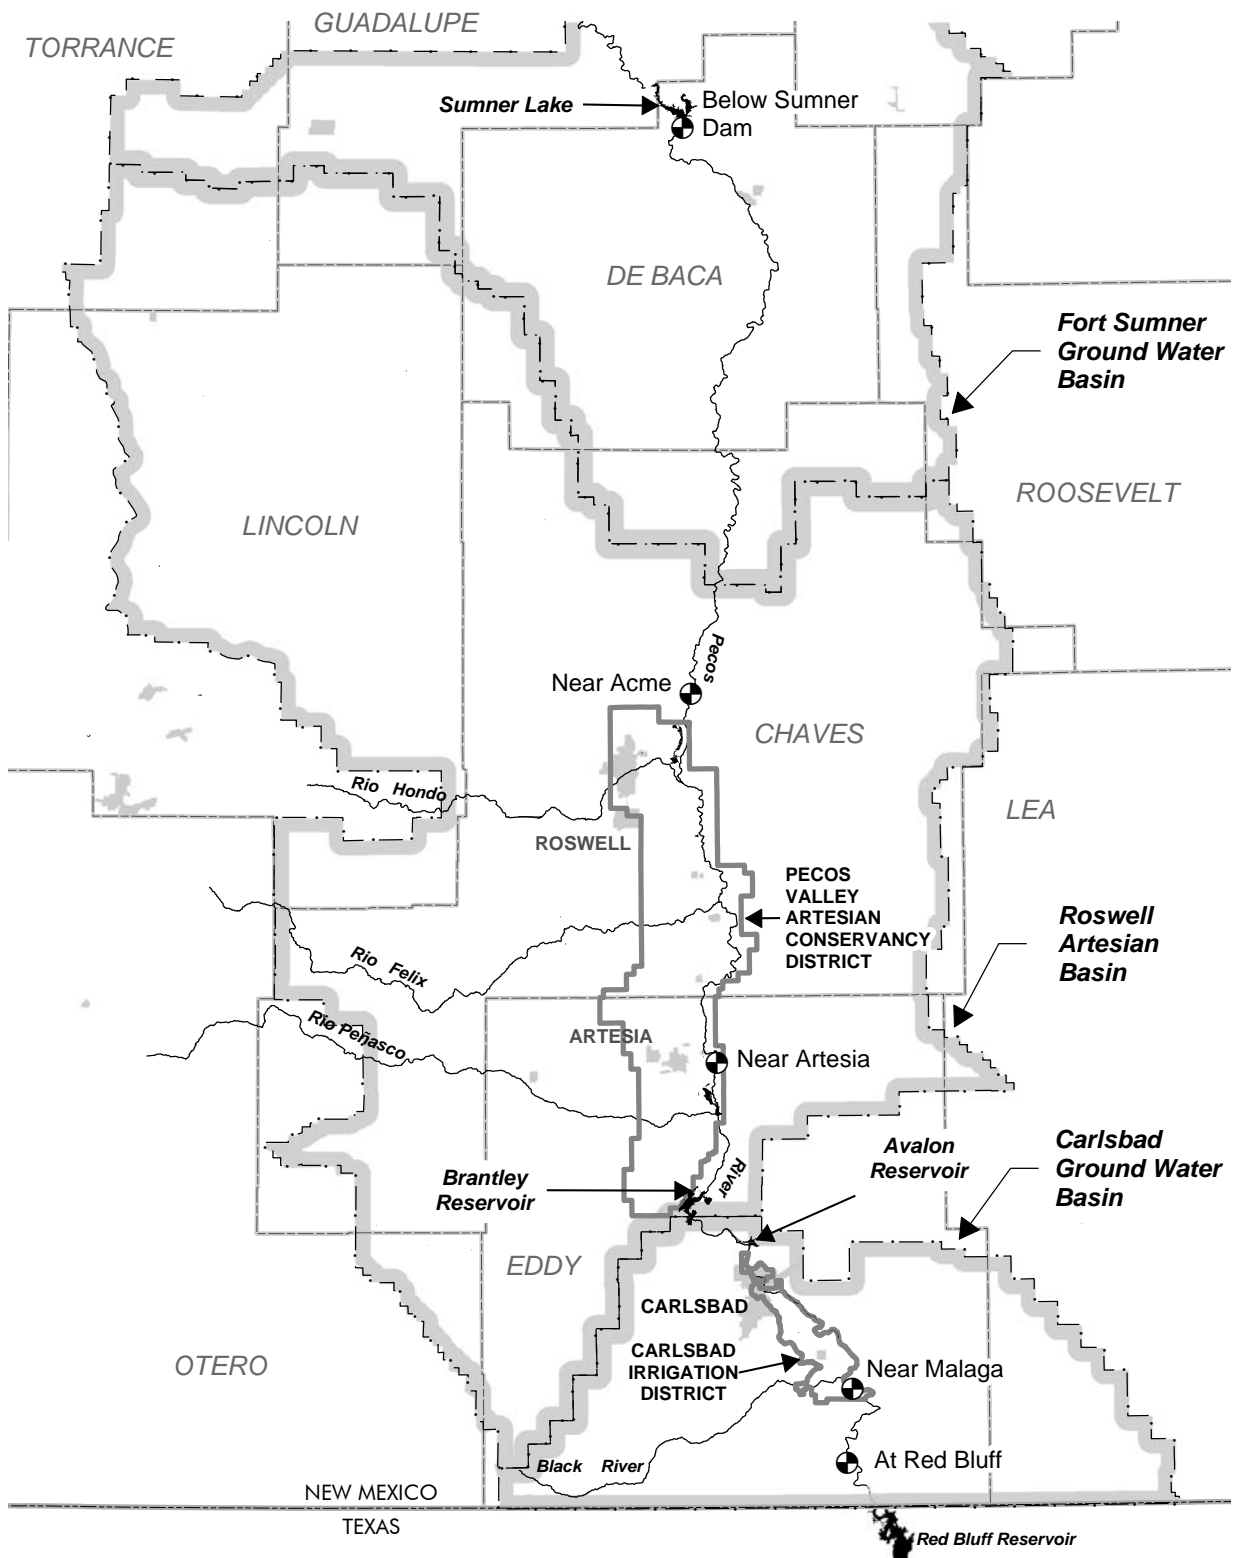 GUADALUPE
TORRANCE
Sumner Lake
Below Sumner
Dam
DE BACA
Fort Sumner
Ground Water
Basin
ROOSEVELT
LINCOLN
Pecos
Near Acme
CHAVES
Rio Hondo
LEA
ROSWELL
PECOS
VALLEY
ARTESIAN
CONSERVANCY
DISTRICT
Roswell
Artesian
Basin
Rio Felix
Rio Peñasco
ARTESIA
Near Artesia
River
Avalon
Reservoir
Carlsbad
Ground Water
Basin
Brantley
Reservoir
EDDY
CARLSBAD
CARLSBAD
IRRIGATION
DISTRICT
OTERO
Near Malaga
Black River
At Red Bluff
NEW MEXICO
TEXAS
Red Bluff Reservoir